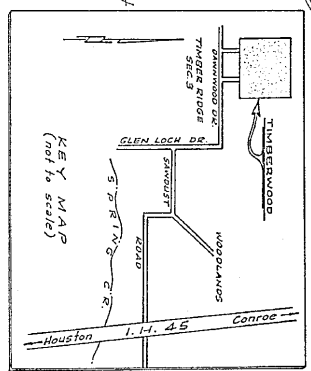 TIMBERWOOD
DAWNWOOD DR.
TIMBER RIDGE
SEC. 3
GLEN LOCH DR.
SAWDUST
WOODLANDS
ROAD
KEY MAP
(not to scale)
SPRING CR.
Houston I.H. 45 Conroe